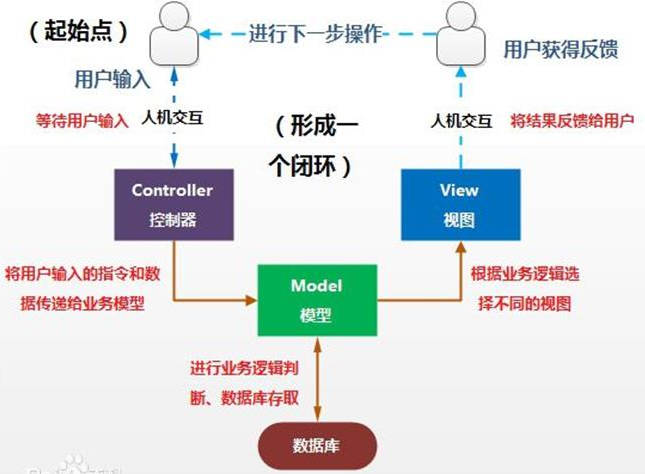 （起始点）
进行下一步操作
用户输入
用户获得反馈
等待用户输入
人机交互
（形成一
个闭环）
人机交互
将结果反馈给用户
Controller
控制器
View
视图
将用户输入的指令和数
据传递给业务模型
Model
模型
根据业务逻辑选
择不同的视图
进行业务逻辑判
断、数据库存取
数据库